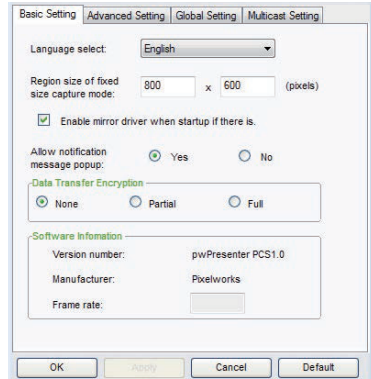 Basic Setting Advanced Setting Global Setting Multicast Setting
Language select: English
Region size of fixed size capture mode: 800 x 600 (pixels)
Enable mirror driver when startup if there is.
Allow notification message popup: Yes No
Data Transfer Encryption
None Partial Full
Software Infomation
Version number: pwPresenter PCS1.0
Manufacturer: Pixelworks
Frame rate:
OK Apply Cancel Default